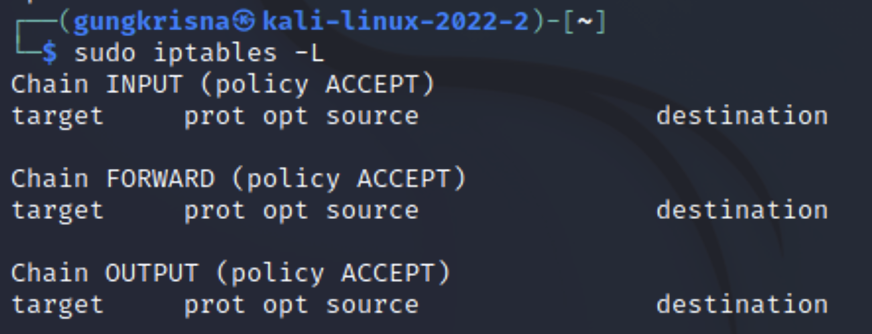 ┌──(gungkrisna㉿kali-linux-2022-2)-[~]
└─$ sudo iptables -L
Chain INPUT (policy ACCEPT)
target     prot opt source               destination

Chain FORWARD (policy ACCEPT)
target     prot opt source               destination

Chain OUTPUT (policy ACCEPT)
target     prot opt source               destination